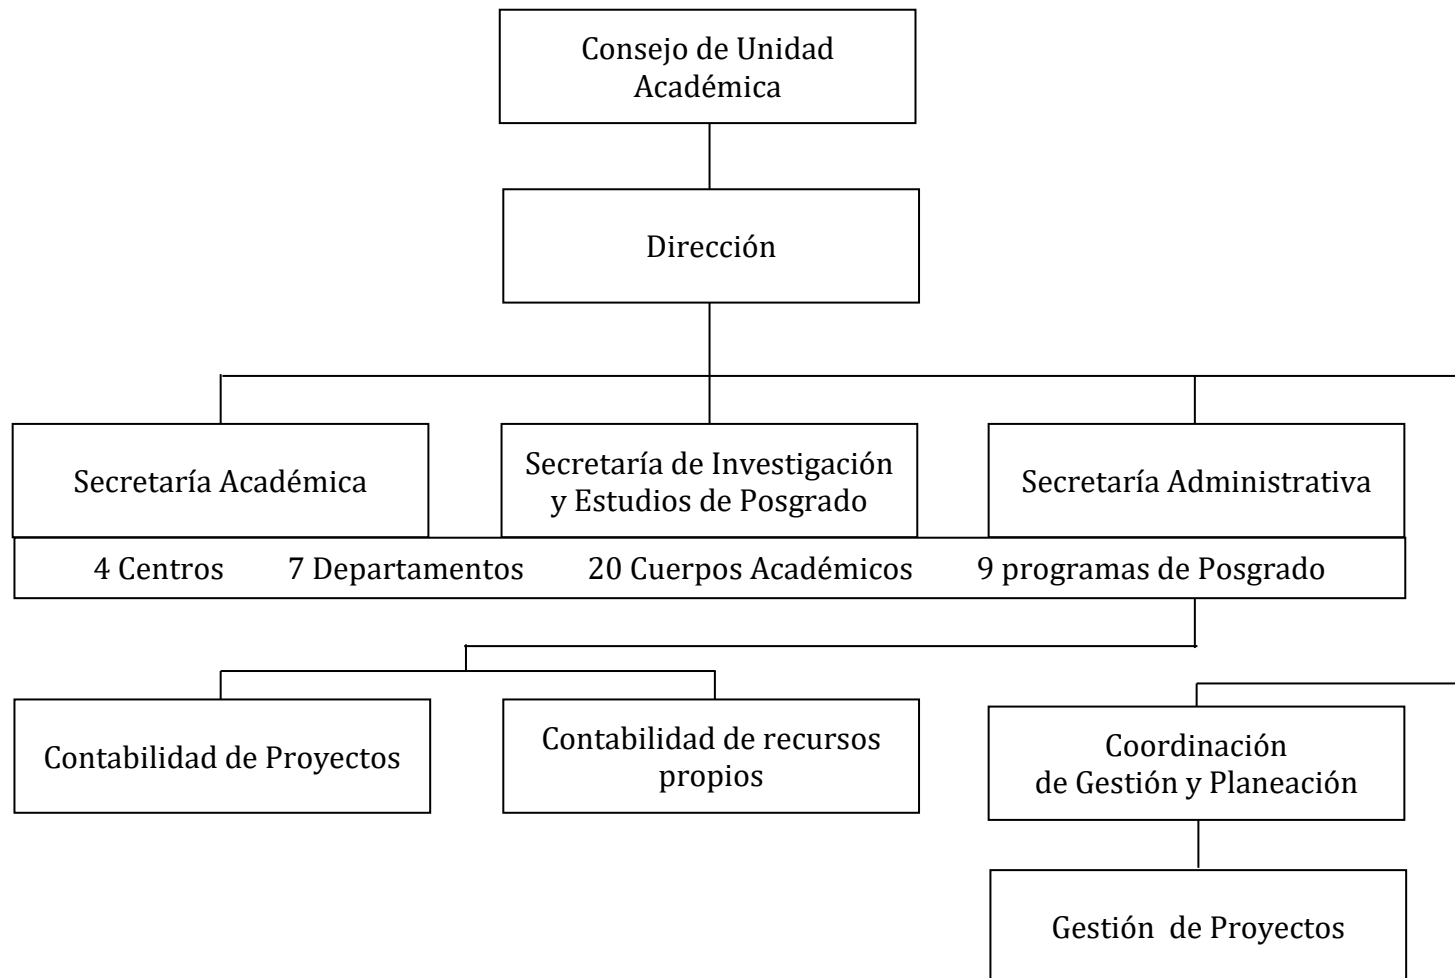 Consejo de Unidad
Académica
Dirección
Secretaría Académica
Secretaría de Investigación
y Estudios de Posgrado
Secretaría Administrativa
4 Centros 7 Departamentos 20 Cuerpos Académicos 9 programas de Posgrado
Contabilidad de Proyectos
Contabilidad de recursos
propios
Coordinación
de Gestión y Planeación
Gestión de Proyectos